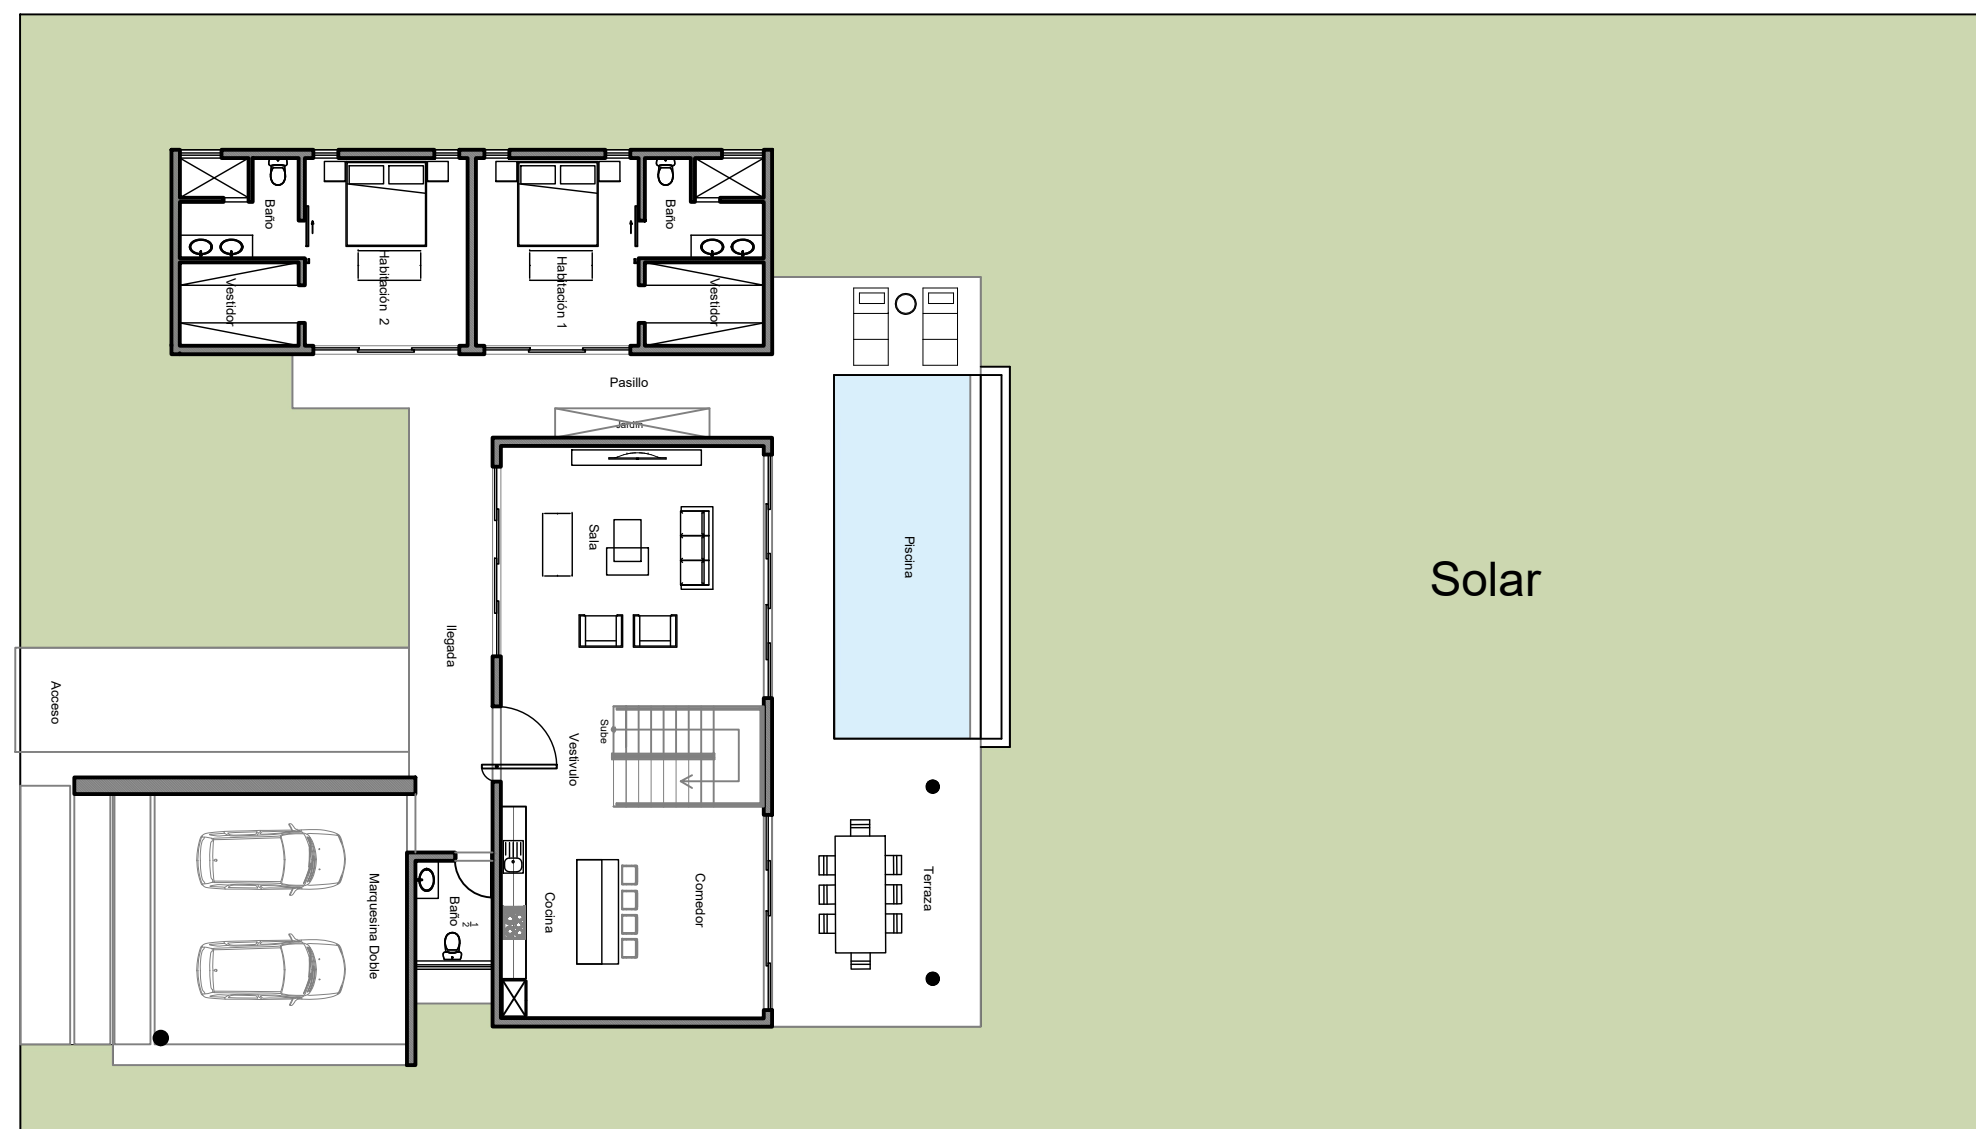 Baño
Baño
Habitación 2
Habitación 1
Vestidor
Vestidor
Pasillo
Jardín
Sala
Piscina
Solar
llegada
Acceso
Sube
Vestivulo
Marquesina Doble
Baño
1/2
Cocina
Comedor
Terraza